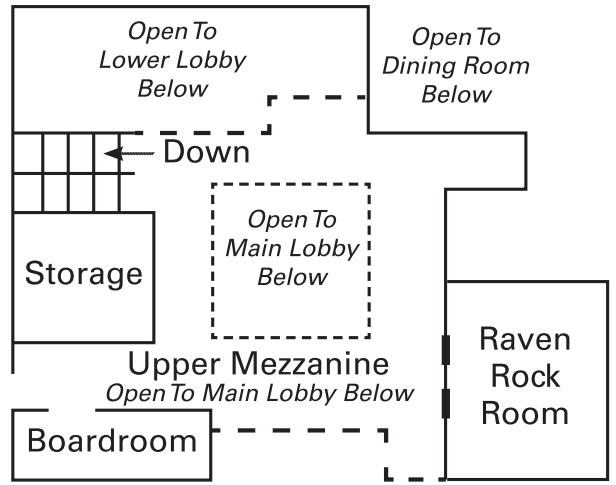 Open To
Lower Lobby
Below
Open To
Dining Room
Below
Down
Open To
Main Lobby
Below
Storage
Upper Mezzanine
Open To Main Lobby Below
Raven
Rock
Room
Boardroom